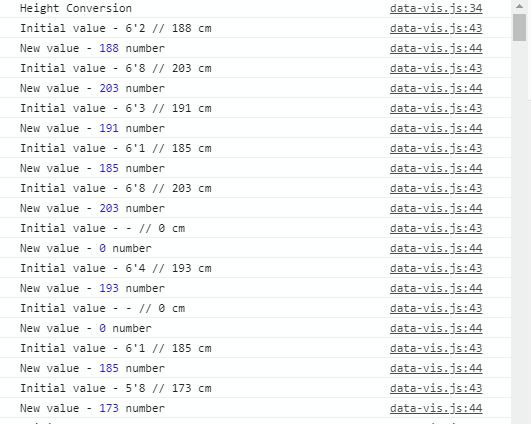 Height Conversion data-vis.js:34
Initial value - 6'2 // 188 cm data-vis.js:43
New value - 188 number data-vis.js:44
Initial value - 6'8 // 203 cm data-vis.js:43
New value - 203 number data-vis.js:44
Initial value - 6'3 // 191 cm data-vis.js:43
New value - 191 number data-vis.js:44
Initial value - 6'1 // 185 cm data-vis.js:43
New value - 185 number data-vis.js:44
Initial value - 6'8 // 203 cm data-vis.js:43
New value - 203 number data-vis.js:44
Initial value - - // 0 cm data-vis.js:43
New value - 0 number data-vis.js:44
Initial value - 6'4 // 193 cm data-vis.js:43
New value - 193 number data-vis.js:44
Initial value - - // 0 cm data-vis.js:43
New value - 0 number data-vis.js:44
Initial value - 6'1 // 185 cm data-vis.js:43
New value - 185 number data-vis.js:44
Initial value - 5'8 // 173 cm data-vis.js:43
New value - 173 number data-vis.js:44